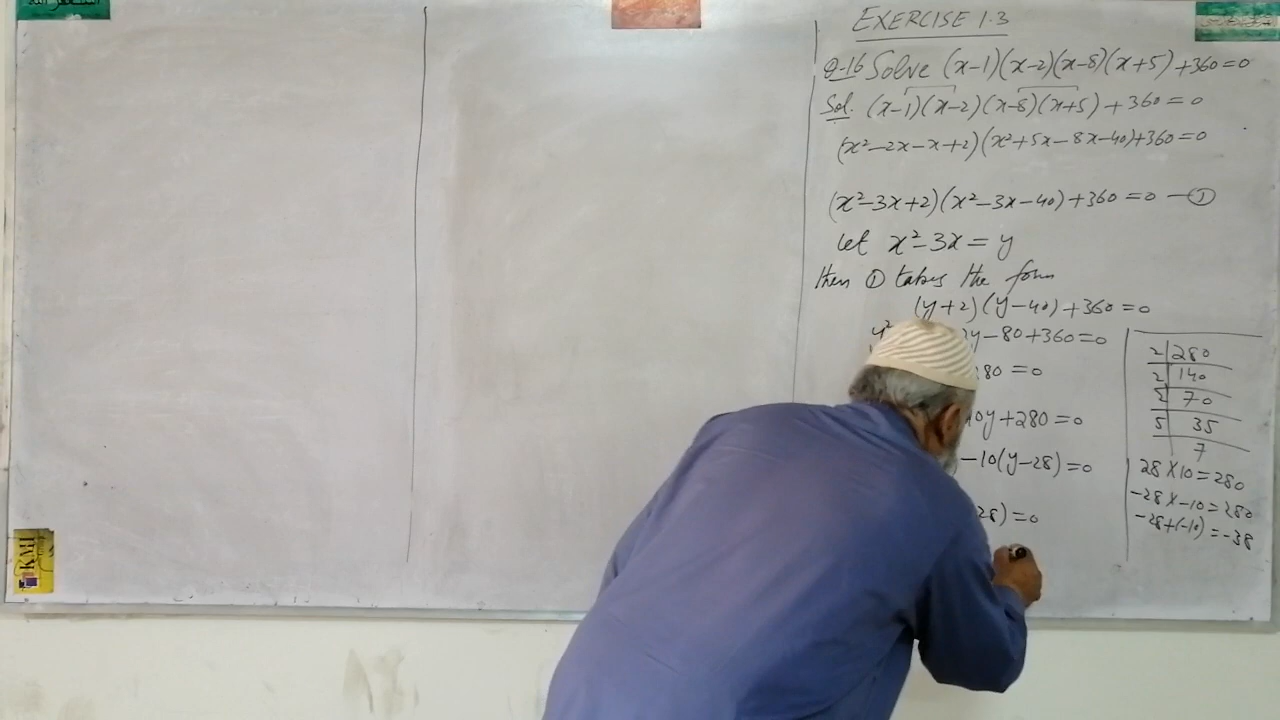 EXERCISE 1.3
Q-16 Solve (x-1)(x-2)(x-8)(x+5)+360=0
Sol. (x-1)(x-2)(x-8)(x+5)+360=0
(x²-2x-x+2)(x²+5x-8x-40)+360=0
(x²-3x+2)(x²-3x-40)+360=0 -①
Let x²-3x=y
then ① takes the form
(y+2)(y-40)+360=0
y² y-80+360=0
80=0
0y+280=0
-10(y-28)=0
28)=0
2|280
2|140
2|70
5|35
7
28×10=280
-28×-10=280
-28+(-10)=-38
KMI